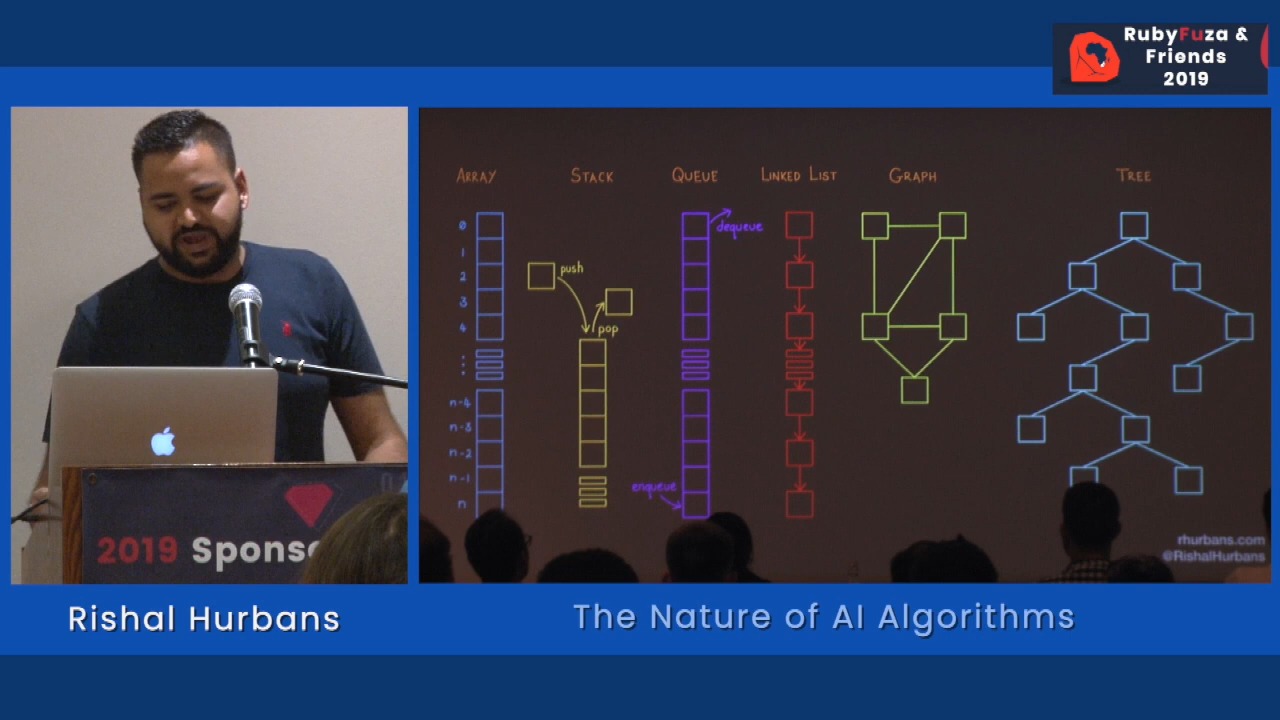 RubyFuza &
Friends
2019
ARRAY STACK QUEUE LINKED LIST GRAPH TREE
0
1
2
3
4
n-4
n-3
n-2
n-1
n
push
pop
dequeue
enqueue
rhurbans.com
@RishalHurbans
2019 Sponso
Rishal Hurbans
The Nature of AI Algorithms